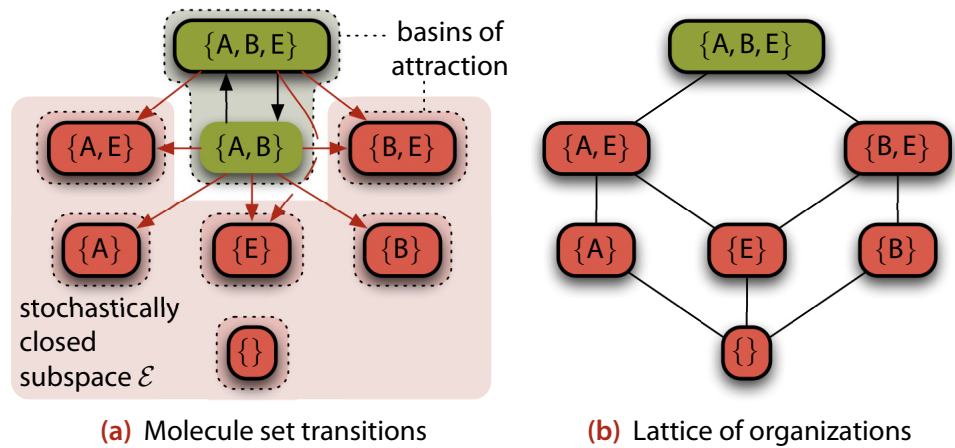 {A, B, E}
basins of
attraction
{A, E}
{A, B}
{B, E}
{A}
{E}
{B}
stochastically
closed
subspace ℰ
{}
(a) Molecule set transitions
{A, B, E}
{A, E}
{B, E}
{A}
{E}
{B}
{}
(b) Lattice of organizations